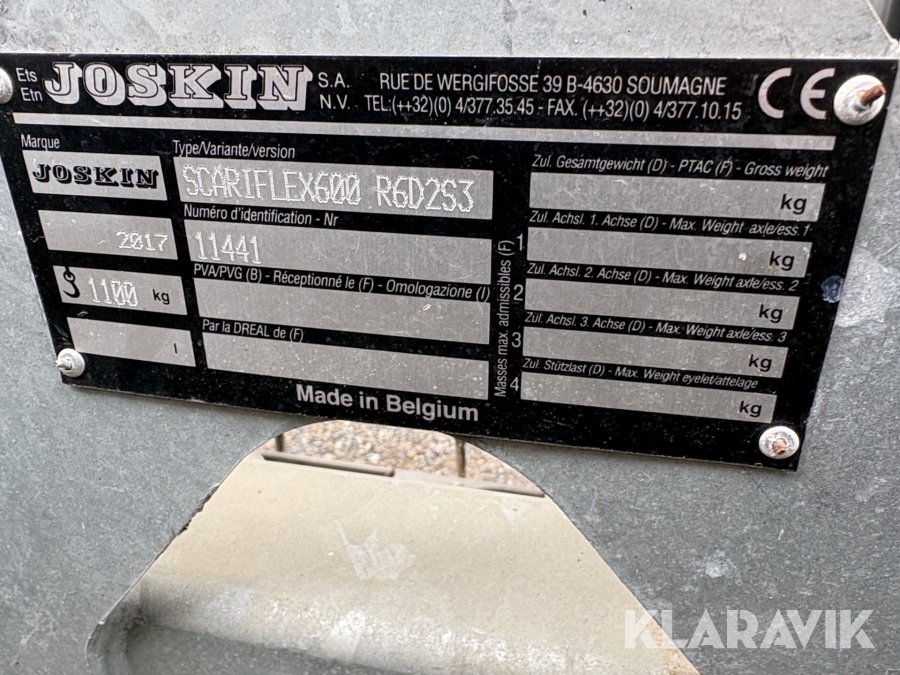 Ets
Etn
JOSKIN
S.A.
N.V.
RUE DE WERGIFOSSE 39 B-4630 SOUMAGNE
TEL:(++32)(0) 4/377.35.45 - FAX. (++32)(0) 4/377.10.15
CE
Marque
JOSKIN
2017
1100 kg
l
Type/Variante/version
SCARIFLEX600 R6D2S3
Numéro d'identification - Nr
11441
PVA/PVG (B) - Réceptionné le (F) - Omologazione (I)
Par la DREAL de (F)
Made in Belgium
Masses max. admissibles (F)
Zul. Gesamtgewicht (D) - PTAC (F) - Gross weight
kg
Zul. Achsl. 1. Achse (D) - Max. Weight axle/ess. 1
1 kg
Zul. Achsl. 2. Achse (D) - Max. Weight axle/ess. 2
2 kg
Zul. Achsl. 3. Achse (D) - Max. Weight axle/ess. 3
3 kg
Zul. Stützlast (D) - Max. Weight eyelet/attelage
4 kg
KLARAVIK